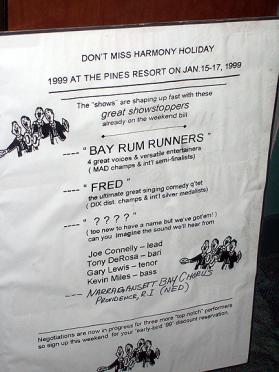 DON'T MISS HARMONY HOLIDAY
1999 AT THE PINES RESORT ON JAN.15-17, 1999
The "shows" are shaping up fast with these
great showstoppers
already on the weekend bill
---- "BAY RUM RUNNERS"
4 great voices & versatile entertainers
( MAD champs & int'l semi-finalists)
---- " FRED "
the ultimate great singing comedy q'tet
( DIX dist. champs & int'l silver medalists)
---- " ? ? ? ? "
( too new to have a name but we've got'em! )
can you imagine the sound we'll hear from
Joe Connelly – lead
Tony DeRosa – bari
Gary Lewis – tenor
Kevin Miles – bass
---- NARRAGANSETT BAY CHORUS
PROVIDENCE, R.I (NED)
Negotiations are now in progress for three more "top notch" performers
so sign up this weekend for your "early-bird '99" discount reservation.